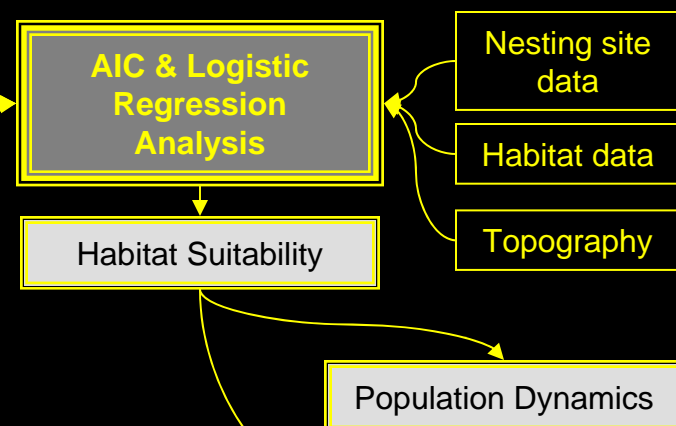 AIC & Logistic
Regression
Analysis
Nesting site
data
Habitat data
Topography
Habitat Suitability
Population Dynamics